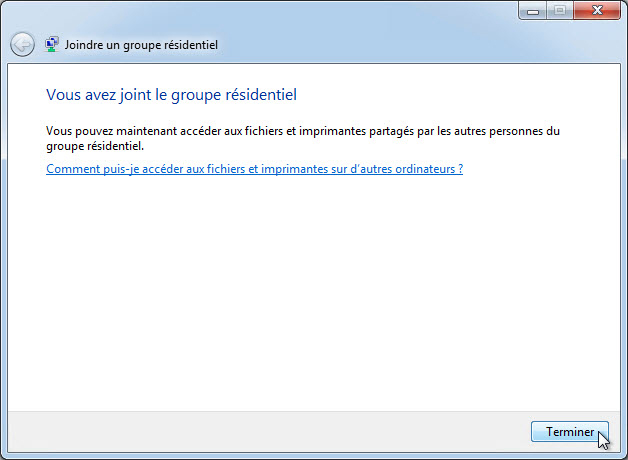 Joindre un groupe résidentiel
Vous avez joint le groupe résidentiel
Vous pouvez maintenant accéder aux fichiers et imprimantes partagés par les autres personnes du
groupe résidentiel.
Comment puis-je accéder aux fichiers et imprimantes sur d'autres ordinateurs ?
Terminer